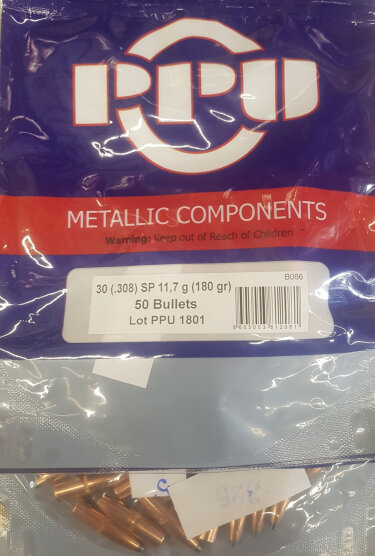 PPU
METALLIC COMPONENTS
Warning: Keep out of Reach of Children
B066
30 (.308) SP 11,7 g (180 gr)
50 Bullets
Lot PPU 1801